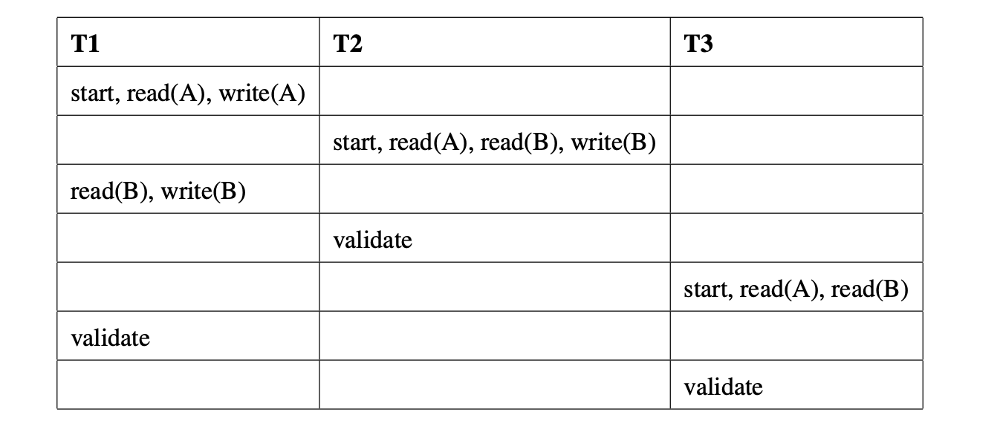 T1 T2 T3
start, read(A), write(A)
start, read(A), read(B), write(B)
read(B), write(B)
validate
start, read(A), read(B)
validate
validate